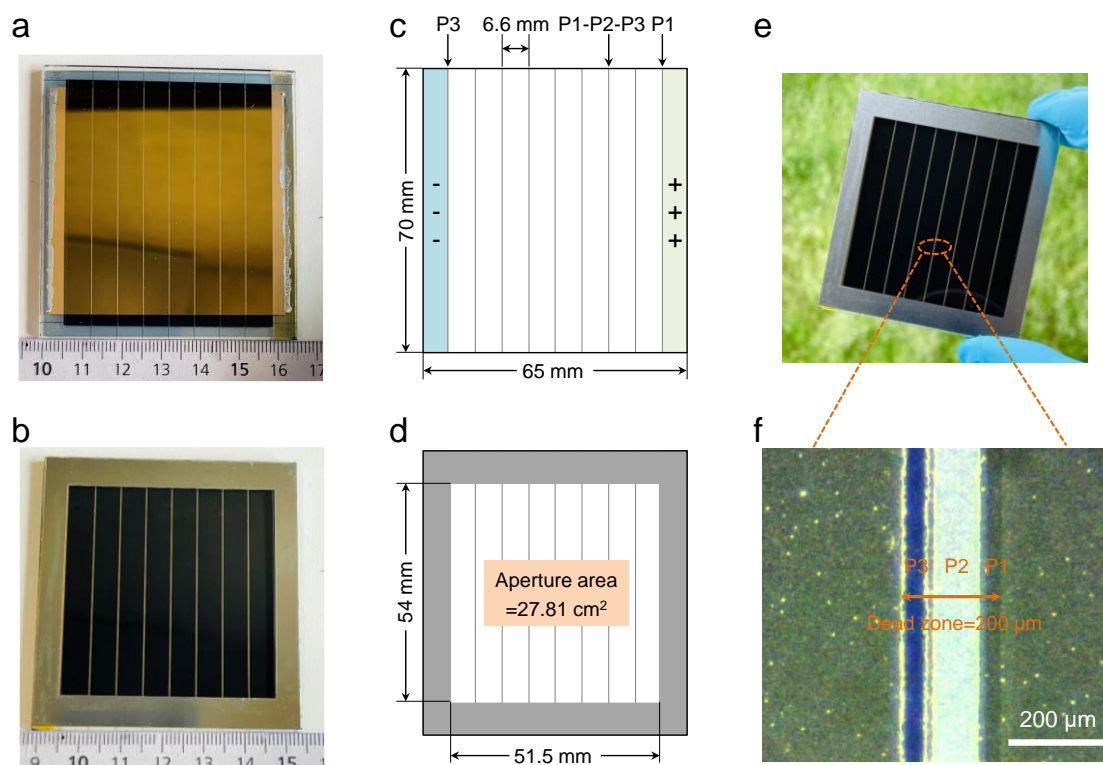 a
10 11 12 13 14 15 16 17
b
9 10 11 12 13 14 15
c
P3 6.6 mm P1-P2-P3 P1
70 mm
- +
- +
- +
65 mm
d
54 mm
Aperture area
=27.81 cm²
51.5 mm
e
f
P3 P2 P1
Dead zone=200 μm
200 μm